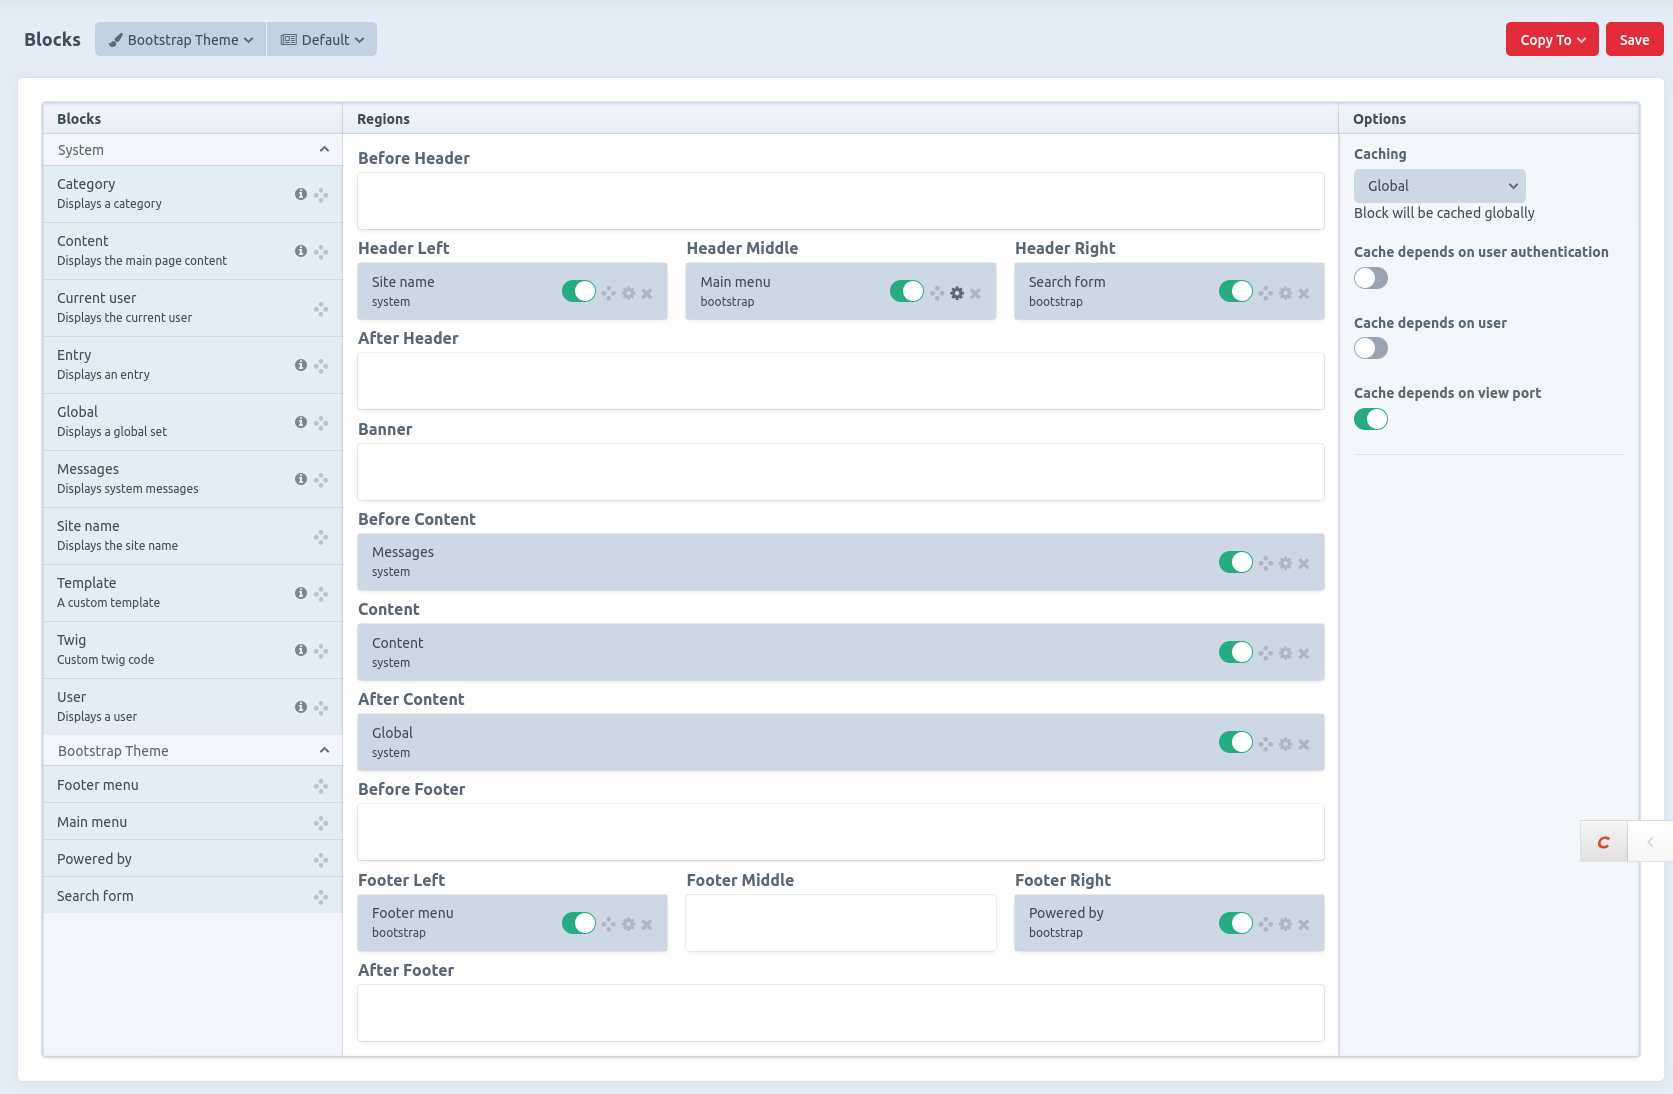 Blocks
Bootstrap Theme
Default
Copy To
Save
Blocks
Regions
Options
System
Category
Displays a category
Content
Displays the main page content
Current user
Displays the current user
Entry
Displays an entry
Global
Displays a global set
Messages
Displays system messages
Site name
Displays the site name
Template
A custom template
Twig
Custom twig code
User
Displays a user
Bootstrap Theme
Footer menu
Main menu
Powered by
Search form
Before Header
Header Left
Header Middle
Header Right
Site name
system
Main menu
bootstrap
Search form
bootstrap
After Header
Banner
Before Content
Messages
system
Content
Content
system
After Content
Global
system
Before Footer
Footer Left
Footer Middle
Footer Right
Footer menu
bootstrap
Powered by
bootstrap
After Footer
Caching
Global
Block will be cached globally
Cache depends on user authentication
Cache depends on user
Cache depends on view port